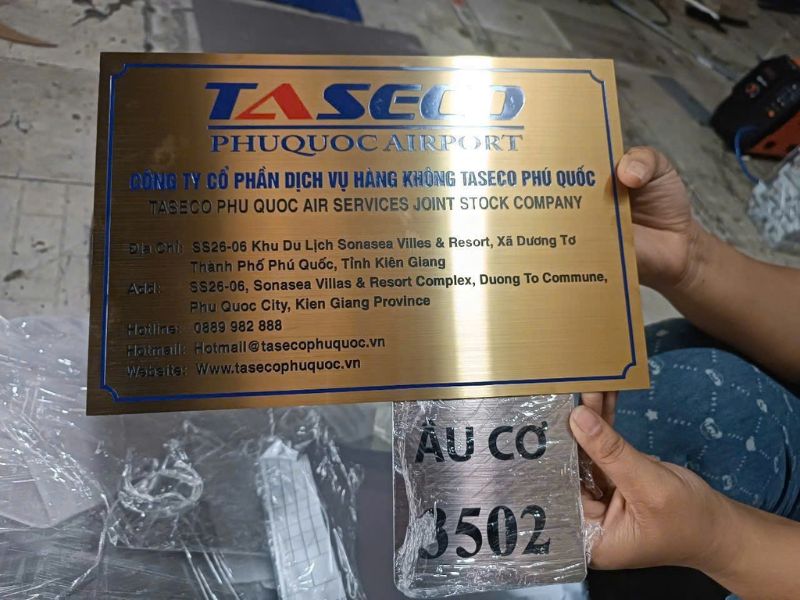 TASECO
PHUQUOC AIRPORT
CÔNG TY CỔ PHẦN DỊCH VỤ HÀNG KHÔNG TASECO PHÚ QUỐC
TASECO PHU QUOC AIR SERVICES JOINT STOCK COMPANY
Địa Chỉ: SS26-06 Khu Du Lịch Sonasea Villes & Resort, Xã Dương Tơ
Thành Phố Phú Quốc, Tỉnh Kiên Giang
Add: SS26-06, Sonasea Villas & Resort Complex, Duong To Commune,
Phu Quoc City, Kien Giang Province
Hotline: 0889 982 888
Hotmail: Hotmail@tasecophuquoc.vn
Website: Www.tasecophuquoc.vn
ÂU CƠ
3502